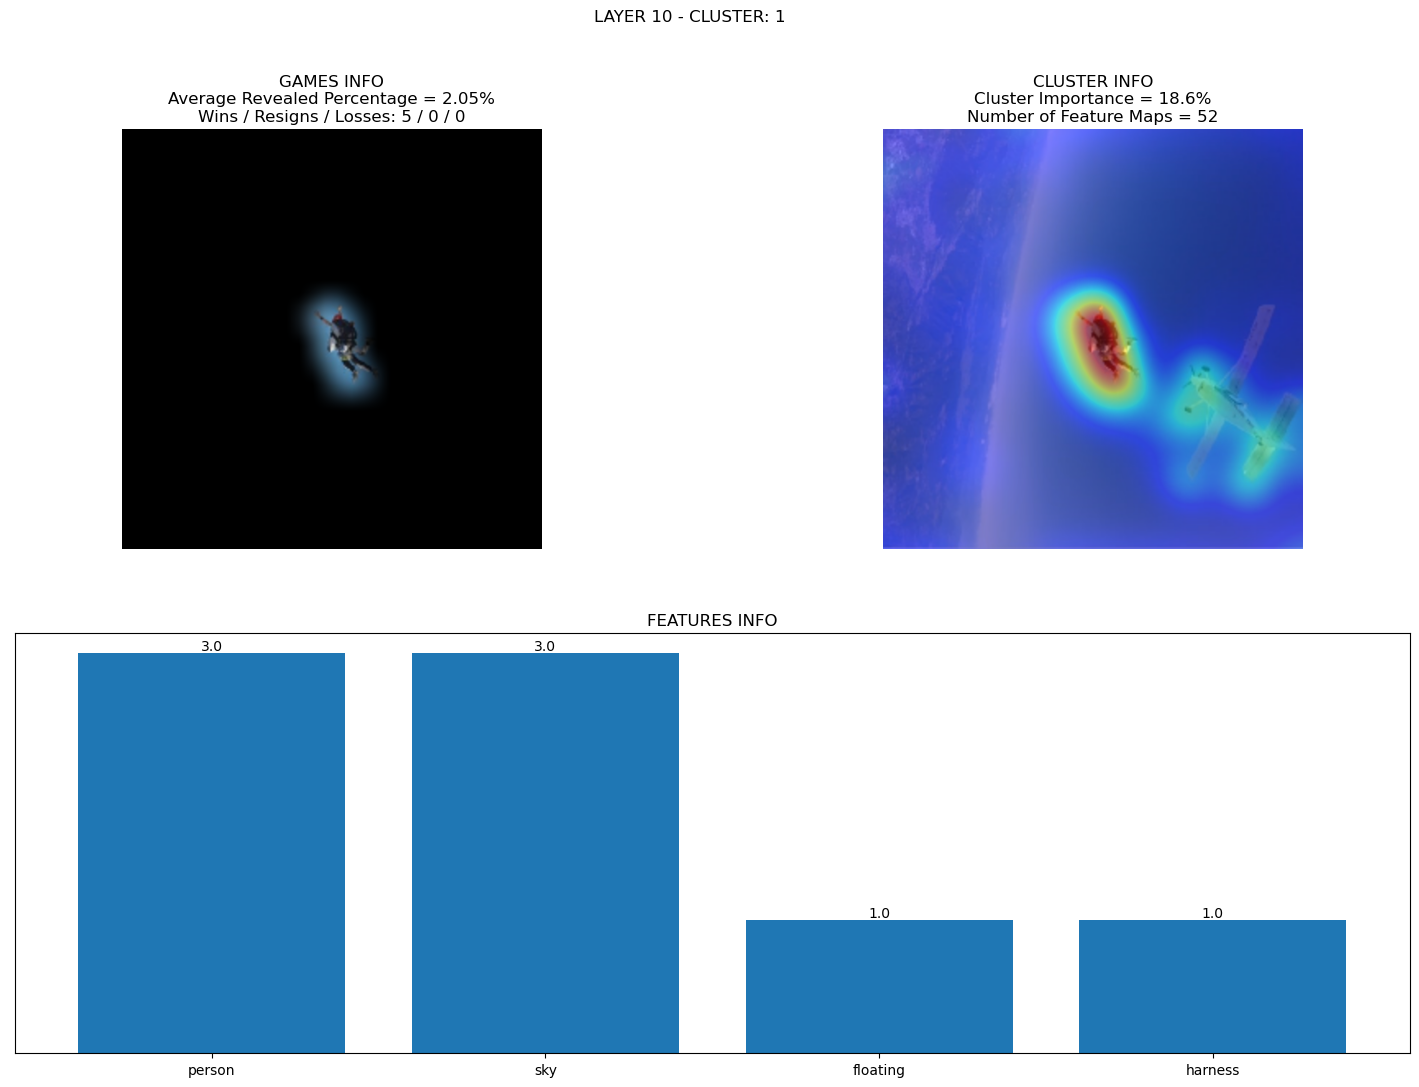 LAYER 10 - CLUSTER: 1
GAMES INFO
Average Revealed Percentage = 2.05%
Wins / Resigns / Losses: 5 / 0 / 0
CLUSTER INFO
Cluster Importance = 18.6%
Number of Feature Maps = 52
FEATURES INFO
3.0
3.0
1.0
1.0
person
sky
floating
harness